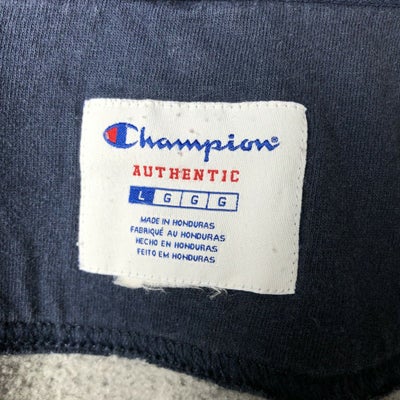 Champion
AUTHENTIC
L G G G
MADE IN HONDURAS
FABRIQUÉ AU HONDURAS
HECHO EN HONDURAS
FEITO EM HONDURAS